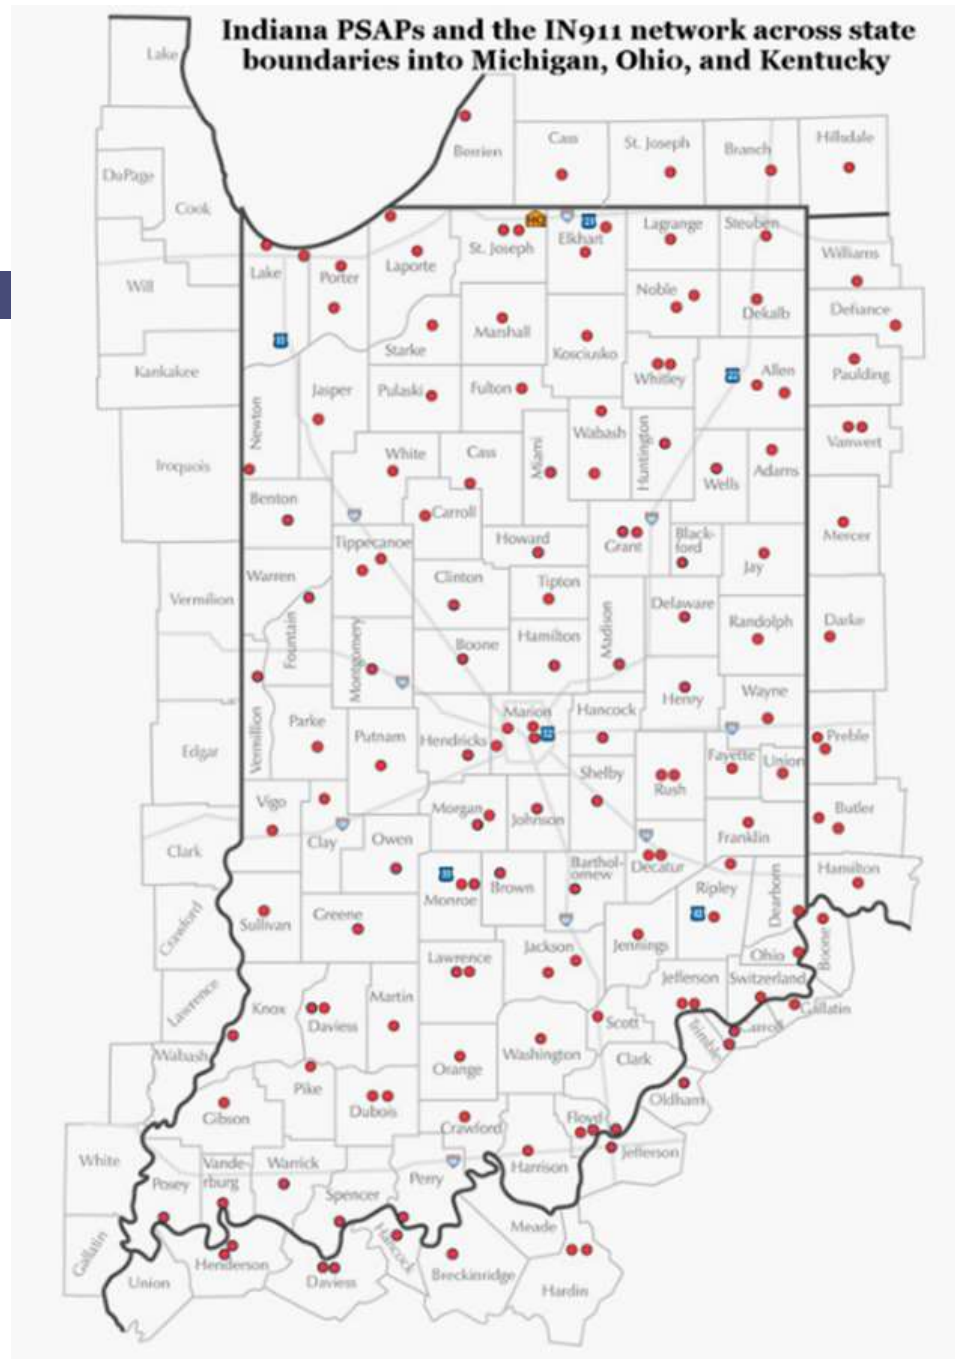 Indiana PSAPs and the IN911 network across state
boundaries into Michigan, Ohio, and Kentucky
Lake
Berrien
Cass
St. Joseph
Branch
Hillsdale
DuPage
Cook
Will
Kankakee
Iroquois
Vermilion
Edgar
Clark
Crawford
Lawrence
Wabash
White
Gallatin
Lake
Porter
Laporte
St. Joseph
HQ
Elkhart
23
Lagrange
Steuben
Williams
Noble
Dekalb
Defiance
Starke
Marshall
Kosciusko
Whitley
22
Allen
Paulding
Newton
Jasper
Pulaski
Fulton
Miami
Wabash
Huntington
Wells
Adams
Vanwert
White
Cass
Benton
Carroll
Howard
Grant
Black-
ford
Jay
Mercer
Tippecanoe
Warren
Clinton
Tipton
Madison
Delaware
Randolph
Darke
Fountain
Montgomery
Boone
Hamilton
Henry
Wayne
Vermillion
Parke
Putnam
Hendricks
Marion
Hancock
Shelby
Rush
Fayette
Union
Preble
Vigo
Clay
Owen
Morgan
Johnson
Decatur
Franklin
Butler
Sullivan
Greene
Monroe
Brown
Barthol-
omew
Ripley
Dearborn
Hamilton
Jackson
Jennings
Ohio
Boone
Knox
Daviess
Martin
Lawrence
Jefferson
Switzerland
Gallatin
Scott
Trimble
Carroll
Washington
Clark
Orange
Pike
Dubois
Gibson
Oldham
Crawford
Floyd
Jefferson
Harrison
Posey
Vande-
rburg
Warrick
Spencer
Perry
Meade
Hancock
Union
Henderson
Daviess
Breckinridge
Hardin